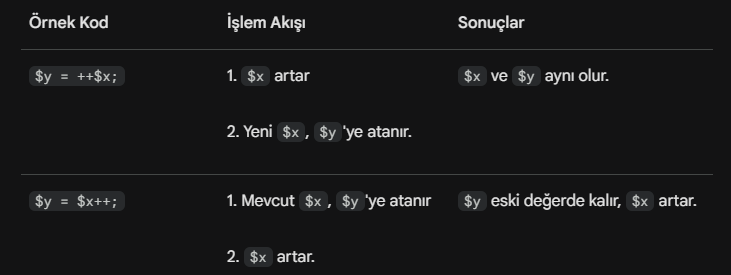 Örnek Kod İşlem Akışı Sonuçlar
$y = ++$x; 1. $x artar $x ve $y aynı olur.
2. Yeni $x, $y'ye atanır.
$y = $x++; 1. Mevcut $x, $y'ye atanır $y eski değerde kalır, $x artar.
2. $x artar.